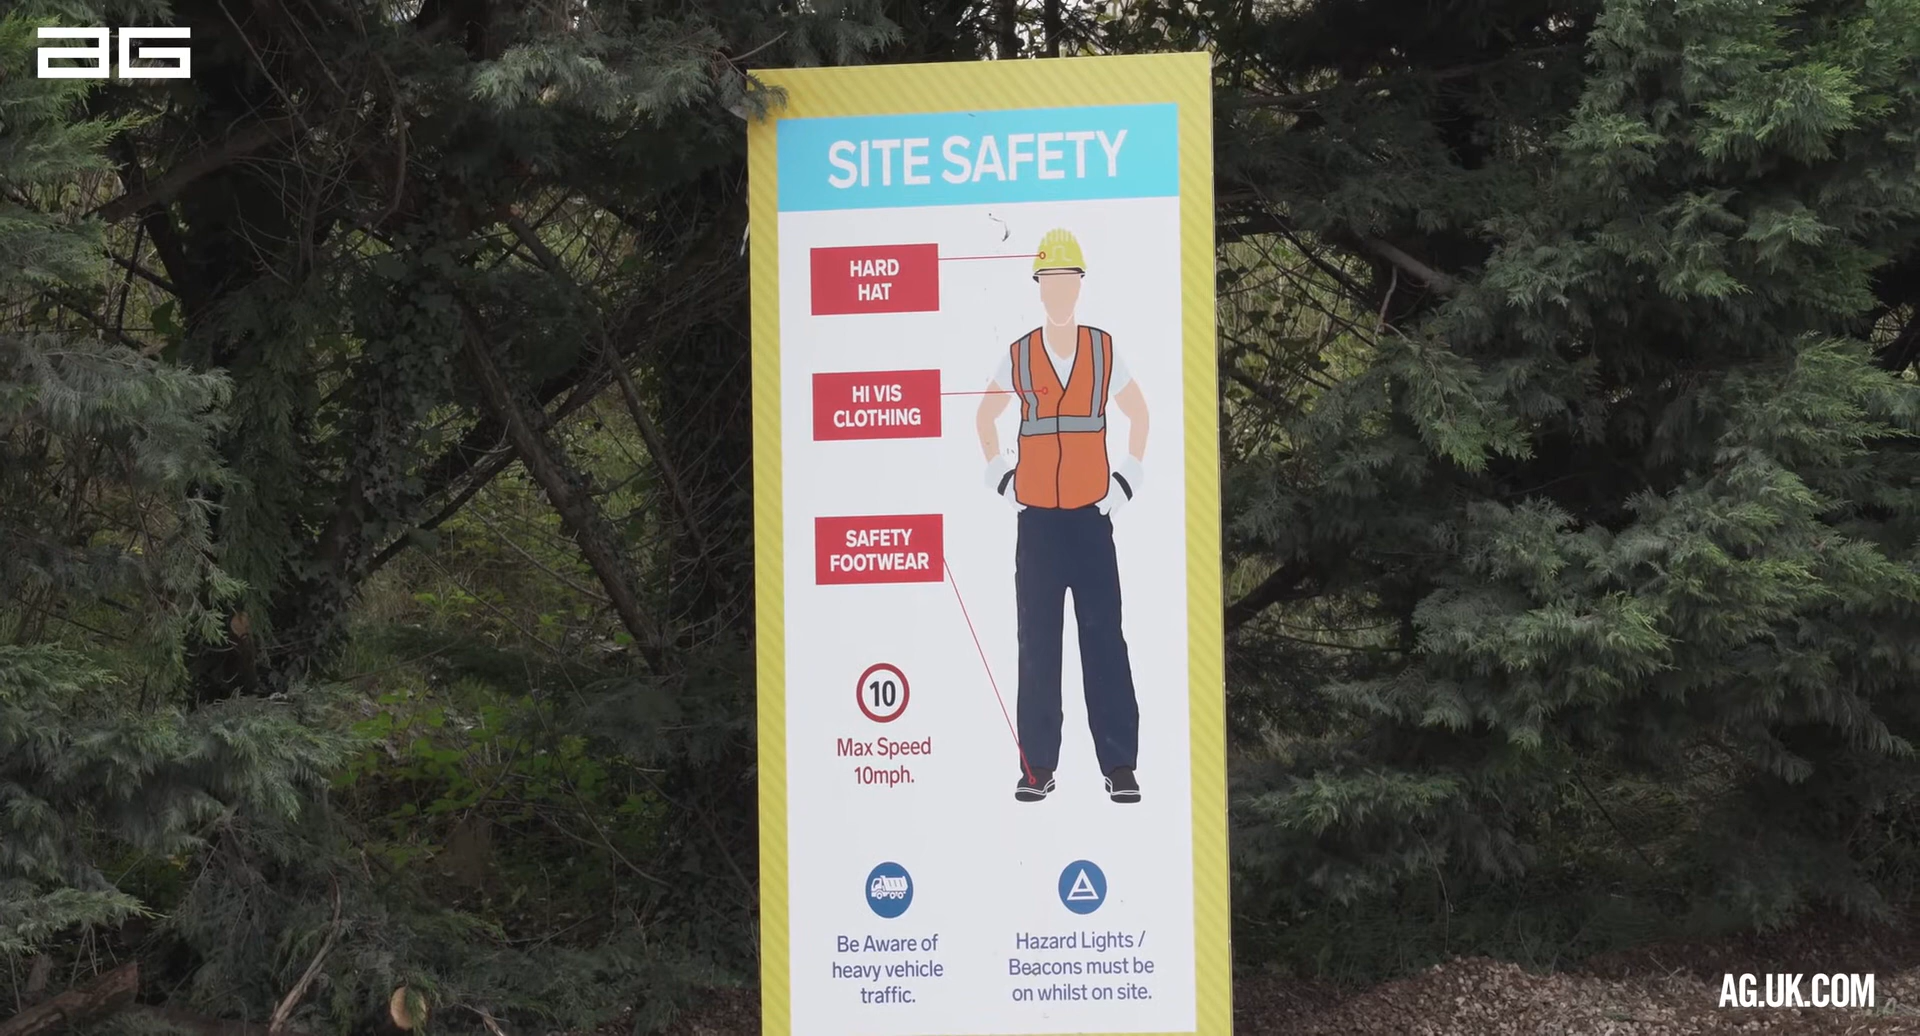 AG
SITE SAFETY
HARD
HAT
HI VIS
CLOTHING
SAFETY
FOOTWEAR
10
Max Speed
10mph.
Be Aware of
heavy vehicle
traffic.
Hazard Lights /
Beacons must be
on whilst on site.
AG.UK.COM